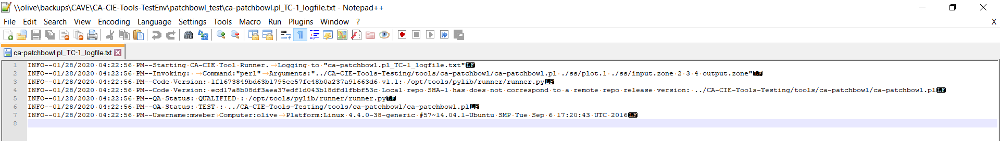 \\olive\backups\CAVE\CA-CIE-Tools-TestEnv\patchbowl_test\ca-patchbowl.pl_TC-1_logfile.txt - Notepad++
File Edit Search View Encoding Language Settings Tools Macro Run Plugins Window ? X
ca-patchbowl.pl_TC-1_logfile.txt
1 INFO--01/28/2020 04:22:56 PM--Starting CA-CIE Tool Runner. Logging to "ca-patchbowl.pl_TC-1_logfile.txt"LF
2 INFO--01/28/2020 04:22:56 PM--Invoking: Command:"perl" Arguments:"../CA-CIE-Tools-Testing/tools/ca-patchbowl/ca-patchbowl.pl ./ss/plot.1 ./ss/input.zone 2 3 4 output.zone"LF
3 INFO--01/28/2020 04:22:56 PM--Code Version: 1f1673849bd63b1795ee57fe48b0a237a91663d6 v1.1: /opt/tools/pylib/runner/runner.pyLF
4 INFO--01/28/2020 04:22:56 PM--Code Version: ecd17a8b08df3aea37edf1d043b18dfd1fbbf53c Local repo SHA-1 has does not correspond to a remote repo release version: ../CA-CIE-Tools-Testing/tools/ca-patchbowl/ca-patchbowl.plLF
5 INFO--01/28/2020 04:22:56 PM--QA Status: QUALIFIED : /opt/tools/pylib/runner/runner.pyLF
6 INFO--01/28/2020 04:22:56 PM--QA Status: TEST : ../CA-CIE-Tools-Testing/tools/ca-patchbowl/ca-patchbowl.plLF
7 INFO--01/28/2020 04:22:56 PM--Username:mweber Computer:olive Platform:Linux 4.4.0-38-generic #57~14.04.1-Ubuntu SMP Tue Sep 6 17:20:43 UTC 2016LF
8